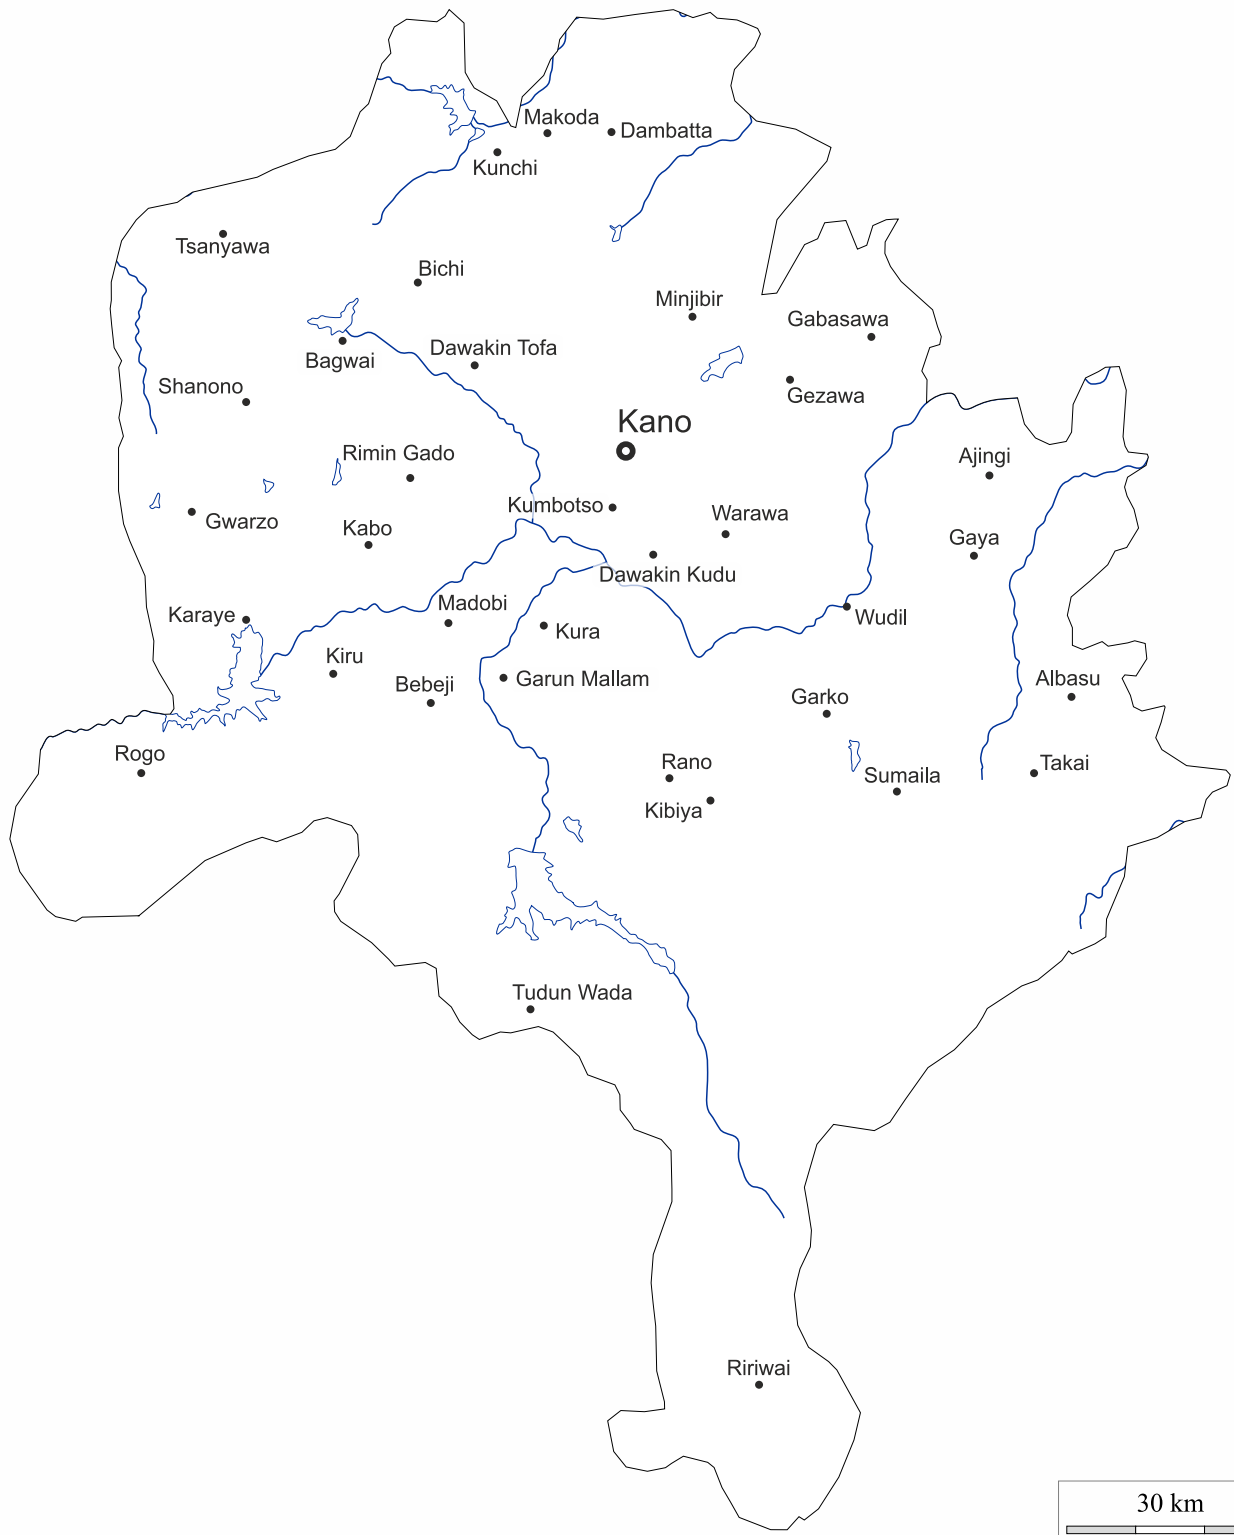 Makoda
Dambatta
Kunchi
Tsanyawa
Bichi
Minjibir
Gabasawa
Dawakin Tofa
Bagwai
Shanono
Gezawa
Kano
Rimin Gado
Ajingi
Kumbotso
Warawa
Gwarzo
Kabo
Gaya
Dawakin Kudu
Madobi
Karaye
Wudil
Kura
Kiru
Garun Mallam
Albasu
Bebeji
Garko
Rogo
Rano
Takai
Sumaila
Kibiya
Tudun Wada
Ririwai
30 km